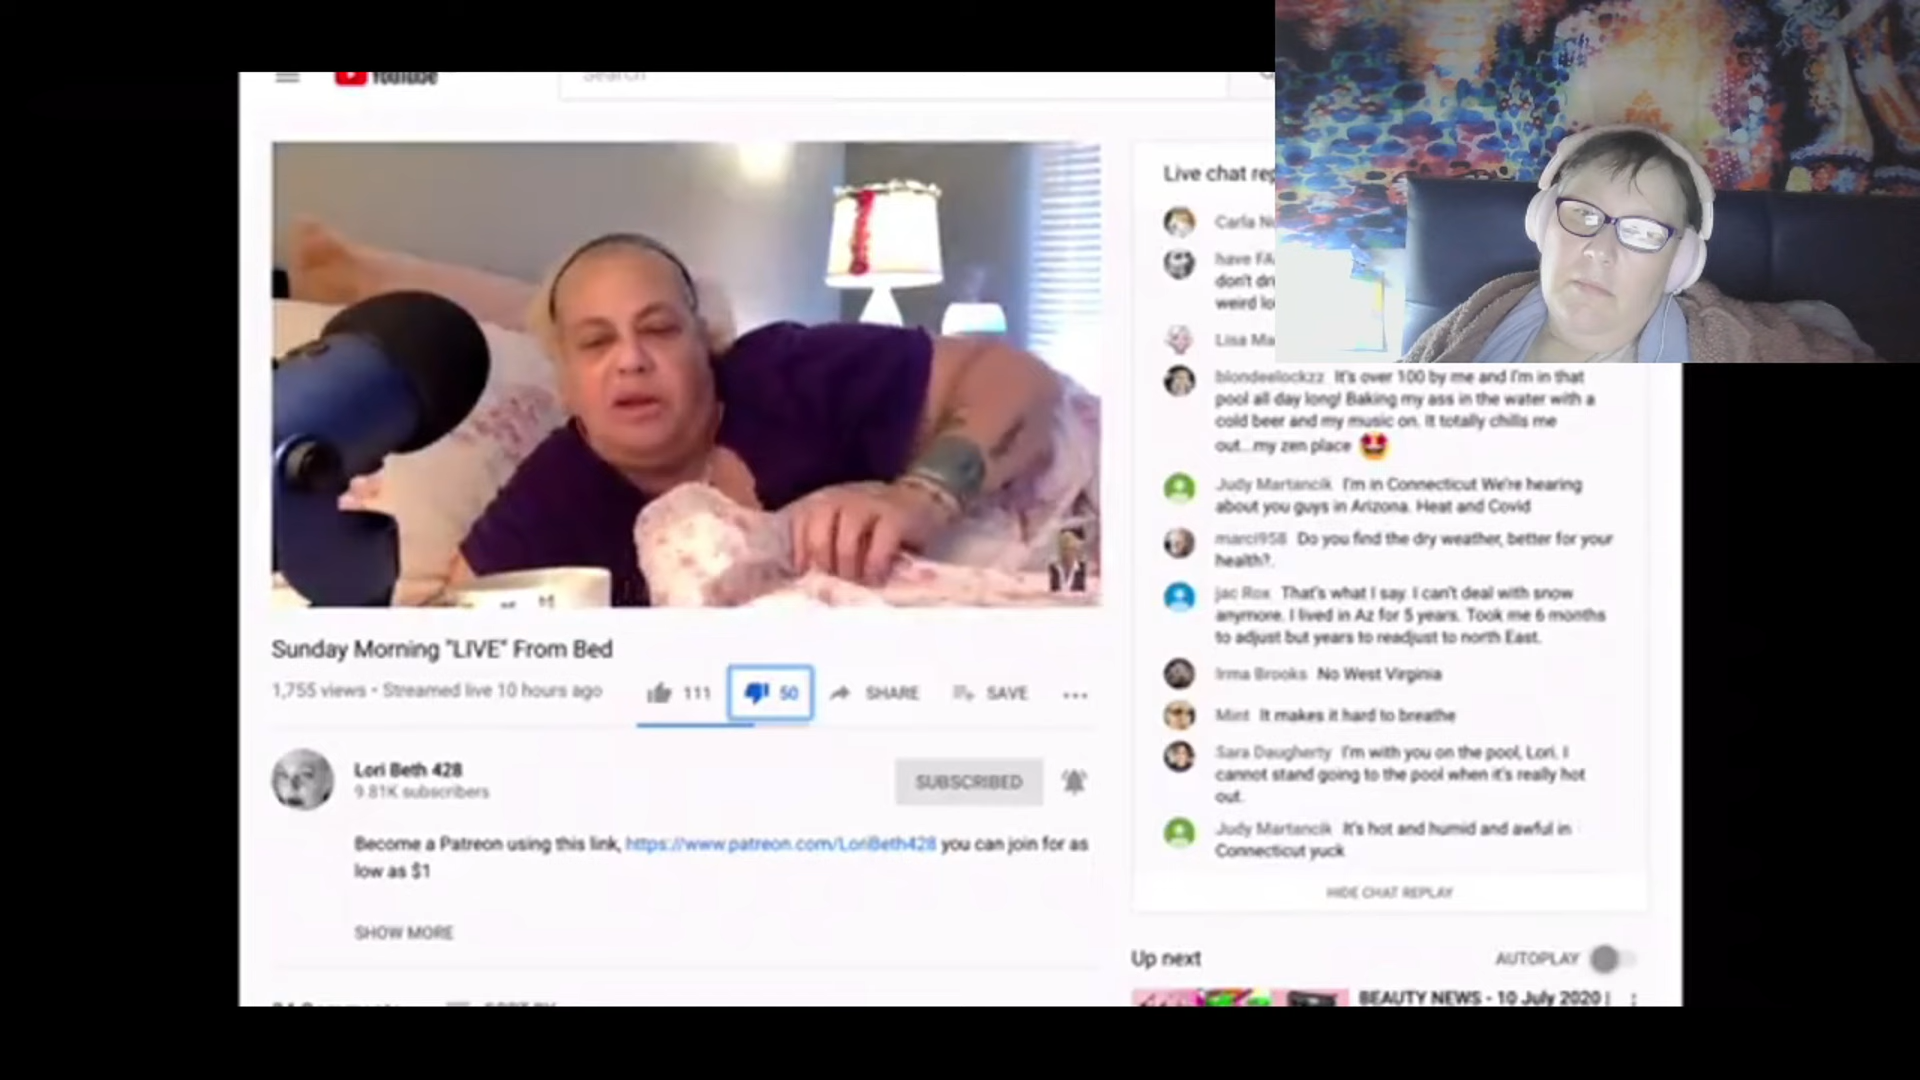 YouTube
Search
Live chat rep
Carla N
have FA
don't dr
weird lo
Lisa Ma
blondeelockzz It's over 100 by me and I'm in that
pool all day long! Baking my ass in the water with a
cold beer and my music on. It totally chills me
out...my zen place
Judy Martancik I'm in Connecticut We're hearing
about you guys in Arizona. Heat and Covid
marci958 Do you find the dry weather, better for your
health?.
jac Rox That's what I say. I can't deal with snow
anymore. I lived in Az for 5 years. Took me 6 months
to adjust but years to readjust to north East.
Irma Brooks No West Virginia
Mint It makes it hard to breathe
Sara Daugherty I'm with you on the pool, Lori. I
cannot stand going to the pool when it's really hot
out.
Judy Martancik It's hot and humid and awful in
Connecticut yuck
HIDE CHAT REPLAY
Sunday Morning "LIVE" From Bed
1,755 views • Streamed live 10 hours ago 111 50 SHARE SAVE
Lori Beth 428
9.81K subscribers
SUBSCRIBED
Become a Patreon using this link, https://www.patreon.com/LoriBeth428 you can join for as
low as $1
SHOW MORE
Up next
AUTOPLAY
BEAUTY NEWS - 10 July 2020 |